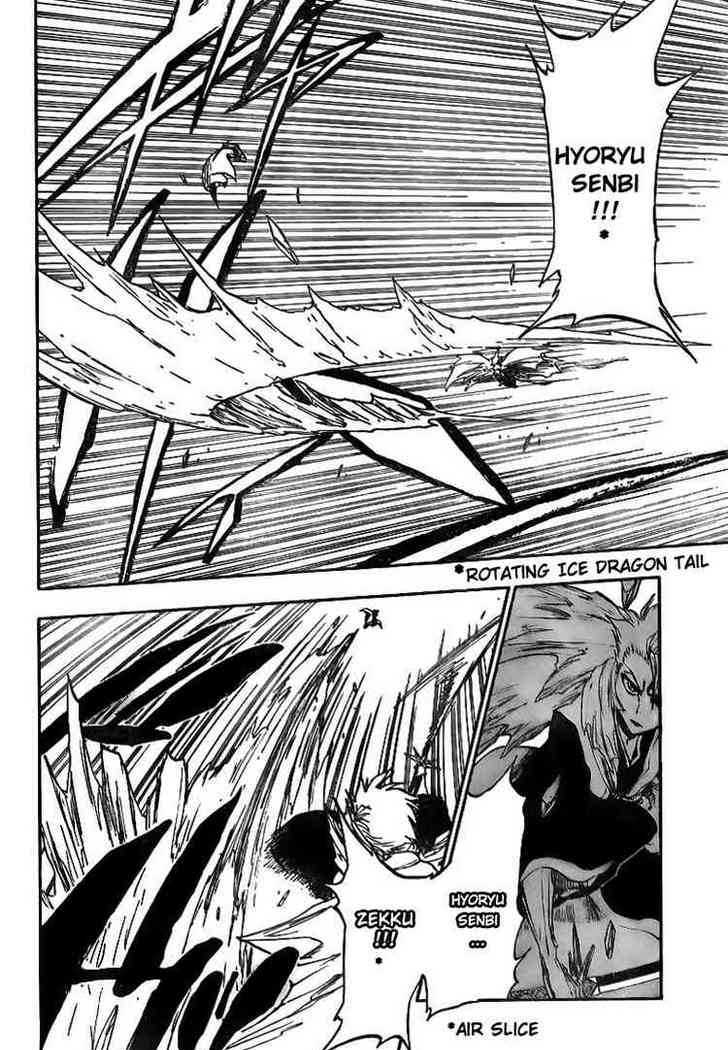 HYORYU
SENBI
!!!
*
*ROTATING ICE DRAGON TAIL
HYORYU
SENBI
...
ZEKKU
!!!
*
*AIR SLICE